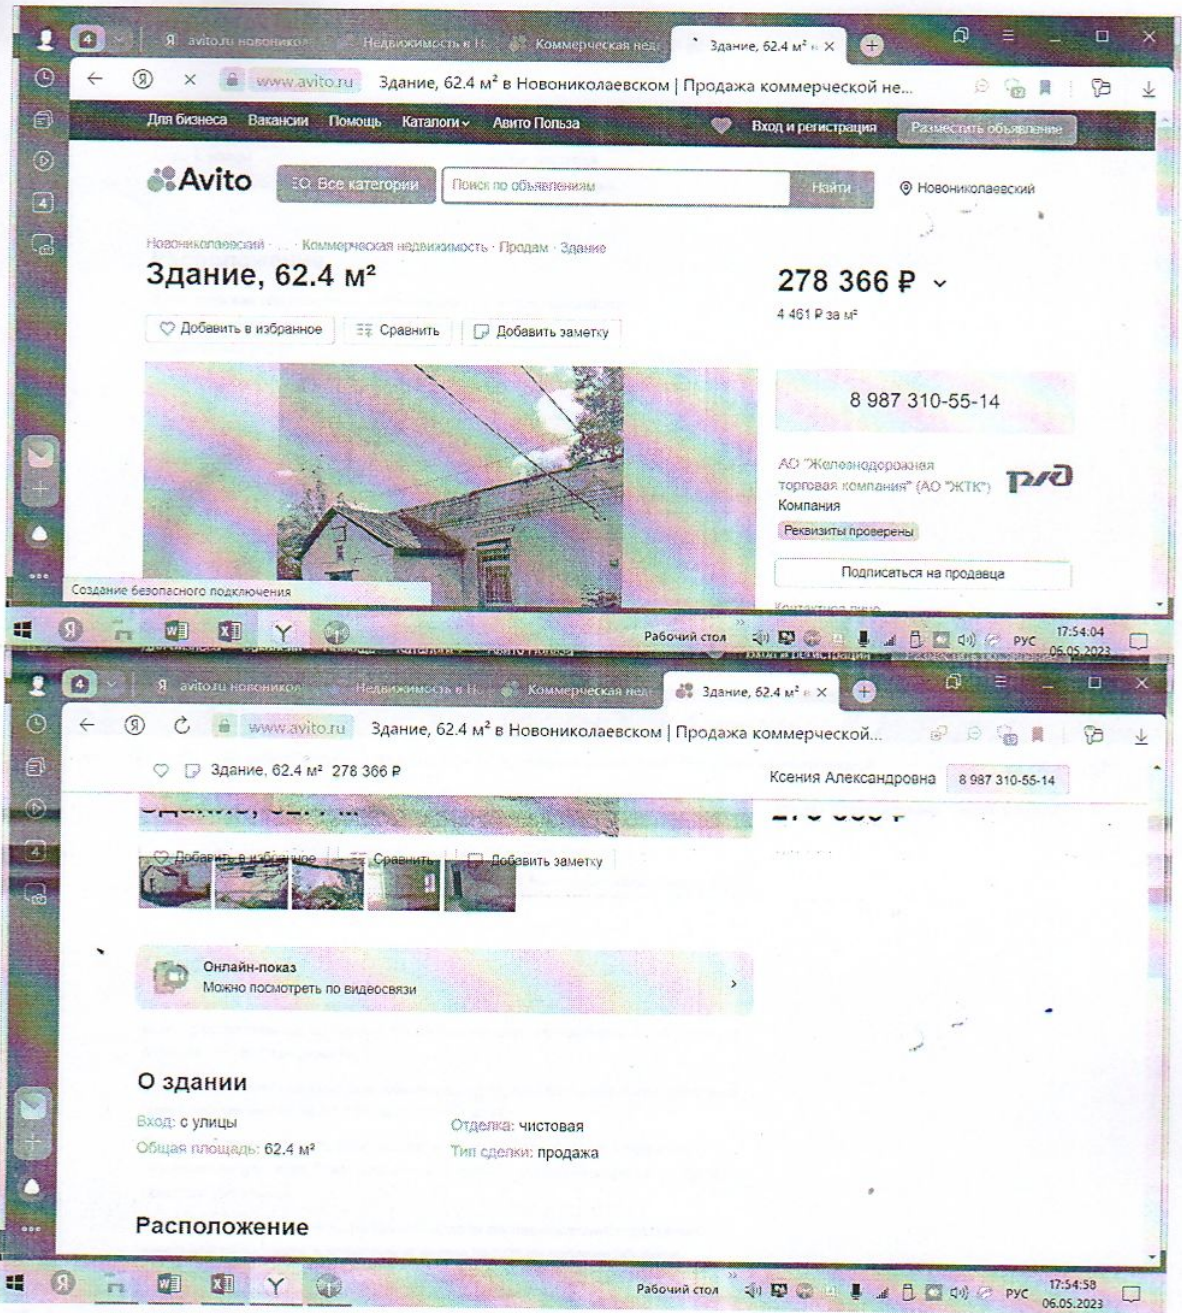 4
Я avito.ru новоникол
Недвижимость в Н
Коммерческая нед
Здание, 62.4 м² в
www.avito.ru
Здание, 62.4 м² в Новониколаевском | Продажа коммерческой не...
Для бизнеса Вакансии Помощь Каталоги Авито Польза
Вход и регистрация
Разместить объявление
Avito
Все категории
Поиск по объявлениям
Найти
Новониколаевский
Новониколаевский · ... · Коммерческая недвижимость · Продам · Здание
Здание, 62.4 м²
278 366 ₽
4 461 ₽ за м²
Добавить в избранное
Сравнить
Добавить заметку
8 987 310-55-14
АО "Железнодорожная
торговая компания" (АО "ЖТК")
ржд
Компания
Реквизиты проверены
Подписаться на продавца
Контактное лицо
Создание безопасного подключения
Рабочий стол
РУС
17:54:04
06.05.2023
4
Я avito.ru новоникол
Недвижимость в Н
Коммерческая нед
Здание, 62.4 м² в
www.avito.ru
Здание, 62.4 м² в Новониколаевском | Продажа коммерческой...
Здание, 62.4 м² 278 366 ₽
Ксения Александровна
8 987 310-55-14
Добавить в избранное
Сравнить
Добавить заметку
Онлайн-показ
Можно посмотреть по видеосвязи
О здании
Вход: с улицы
Отделка: чистовая
Общая площадь: 62.4 м²
Тип сделки: продажа
Расположение
Рабочий стол
РУС
17:54:58
06.05.2023